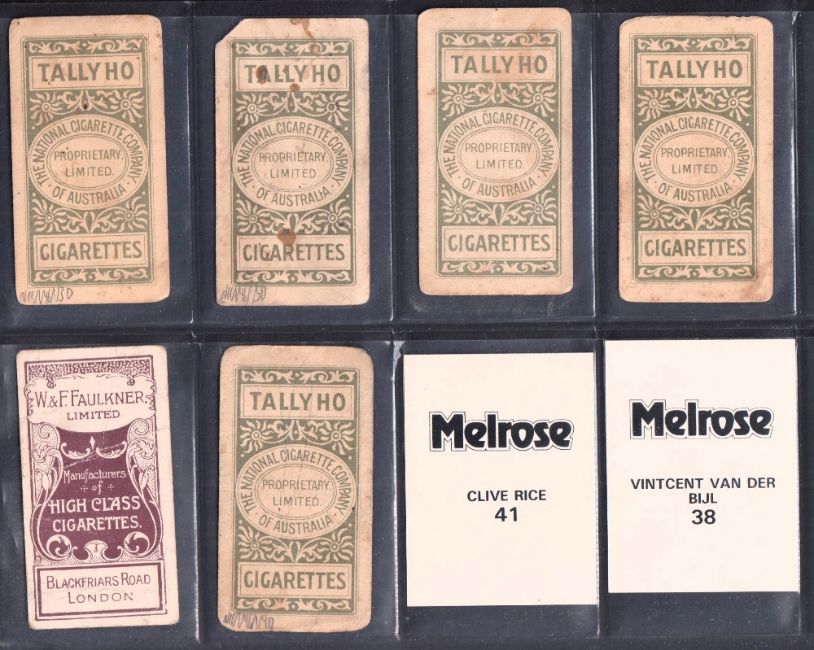 TALLY HO
THE NATIONAL CIGARETTE COMPANY
PROPRIETARY
LIMITED.
OF AUSTRALIA
CIGARETTES
TALLY HO
THE NATIONAL CIGARETTE COMPANY
PROPRIETARY
LIMITED.
OF AUSTRALIA
CIGARETTES
TALLY HO
THE NATIONAL CIGARETTE COMPANY
PROPRIETARY
LIMITED.
OF AUSTRALIA
CIGARETTES
TALLY HO
THE NATIONAL CIGARETTE COMPANY
PROPRIETARY
LIMITED.
OF AUSTRALIA
CIGARETTES
W. & F. FAULKNER.
LIMITED
Manufacturers
of
HIGH CLASS
CIGARETTES.
BLACKFRIARS ROAD
LONDON
TALLY HO
THE NATIONAL CIGARETTE COMPANY
PROPRIETARY
LIMITED.
OF AUSTRALIA
CIGARETTES
Melrose
CLIVE RICE
41
Melrose
VINTCENT VAN DER
BIJL
38